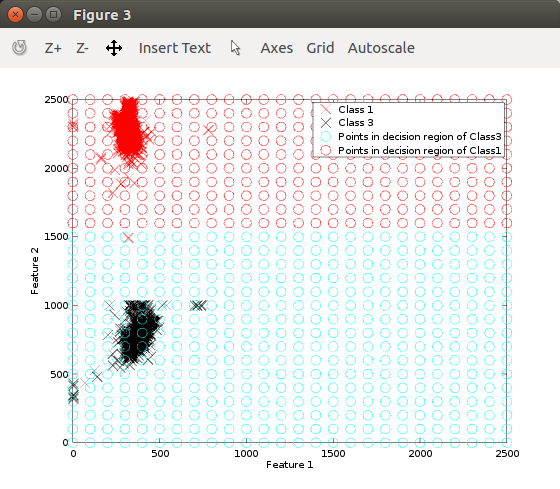 Figure 3
Z+ Z- Insert Text Axes Grid Autoscale
Class 1
Class 3
Points in decision region of Class3
Points in decision region of Class1
2500
2000
1500
1000
500
0
Feature 2
0 500 1000 1500 2000 2500
Feature 1